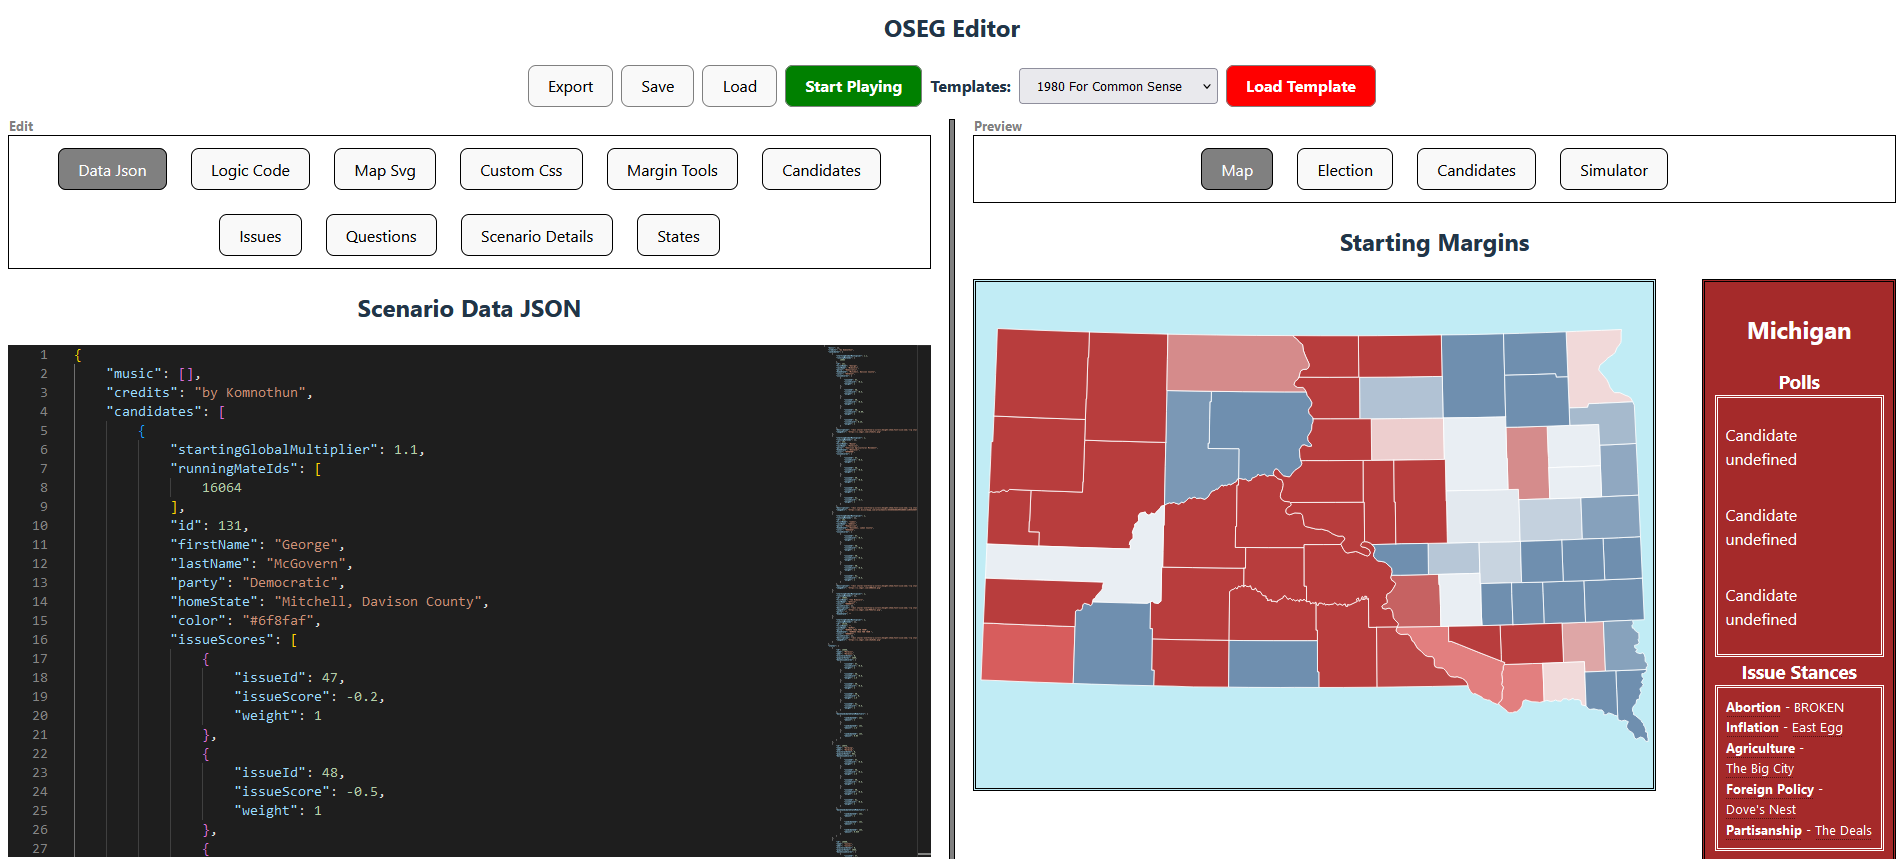 OSEG Editor
Export Save Load Start Playing Templates: 1980 For Common Sense Load Template
Edit
Data Json Logic Code Map Svg Custom Css Margin Tools Candidates
Issues Questions Scenario Details States
Scenario Data JSON
1 {
2 "music": [],
3 "credits": "by Komnothun",
4 "candidates": [
5 {
6 "startingGlobalMultiplier": 1.1,
7 "runningMateIds": [
8 16064
9 ],
10 "id": 131,
11 "firstName": "George",
12 "lastName": "McGovern",
13 "party": "Democratic",
14 "homeState": "Mitchell, Davison County",
15 "color": "#6f8faf",
16 "issueScores": [
17 {
18 "issueId": 47,
19 "issueScore": -0.2,
20 "weight": 1
21 },
22 {
23 "issueId": 48,
24 "issueScore": -0.5,
25 "weight": 1
26 },
27 {
Preview
Map Election Candidates Simulator
Starting Margins
Michigan
Polls
Candidate
undefined
Candidate
undefined
Candidate
undefined
Issue Stances
Abortion - BROKEN
Inflation - East Egg
Agriculture -
The Big City
Foreign Policy -
Dove's Nest
Partisanship - The Deals